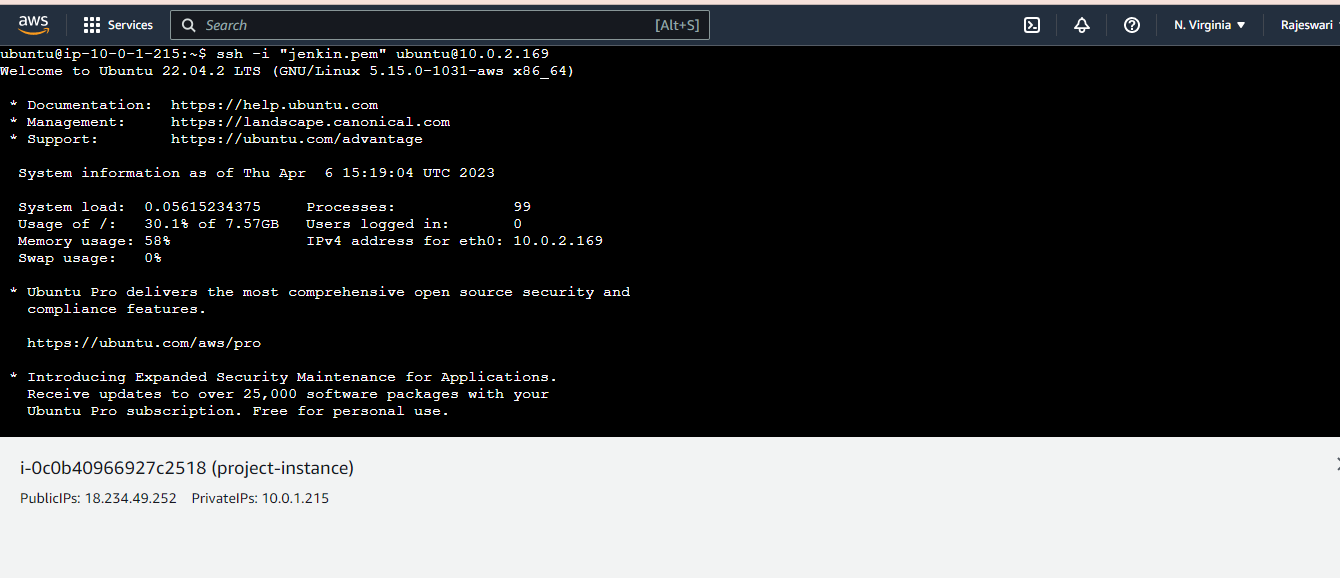 aws Services Search [Alt+S] N. Virginia Rajeswari
ubuntu@ip-10-0-1-215:~$ ssh -i "jenkin.pem" ubuntu@10.0.2.169
Welcome to Ubuntu 22.04.2 LTS (GNU/Linux 5.15.0-1031-aws x86_64)
* Documentation: https://help.ubuntu.com
* Management: https://landscape.canonical.com
* Support: https://ubuntu.com/advantage
System information as of Thu Apr 6 15:19:04 UTC 2023
System load: 0.05615234375 Processes: 99
Usage of /: 30.1% of 7.57GB Users logged in: 0
Memory usage: 58% IPv4 address for eth0: 10.0.2.169
Swap usage: 0%
* Ubuntu Pro delivers the most comprehensive open source security and
compliance features.
https://ubuntu.com/aws/pro
* Introducing Expanded Security Maintenance for Applications.
Receive updates to over 25,000 software packages with your
Ubuntu Pro subscription. Free for personal use.
i-0c0b40966927c2518 (project-instance)
PublicIPs: 18.234.49.252 PrivateIPs: 10.0.1.215